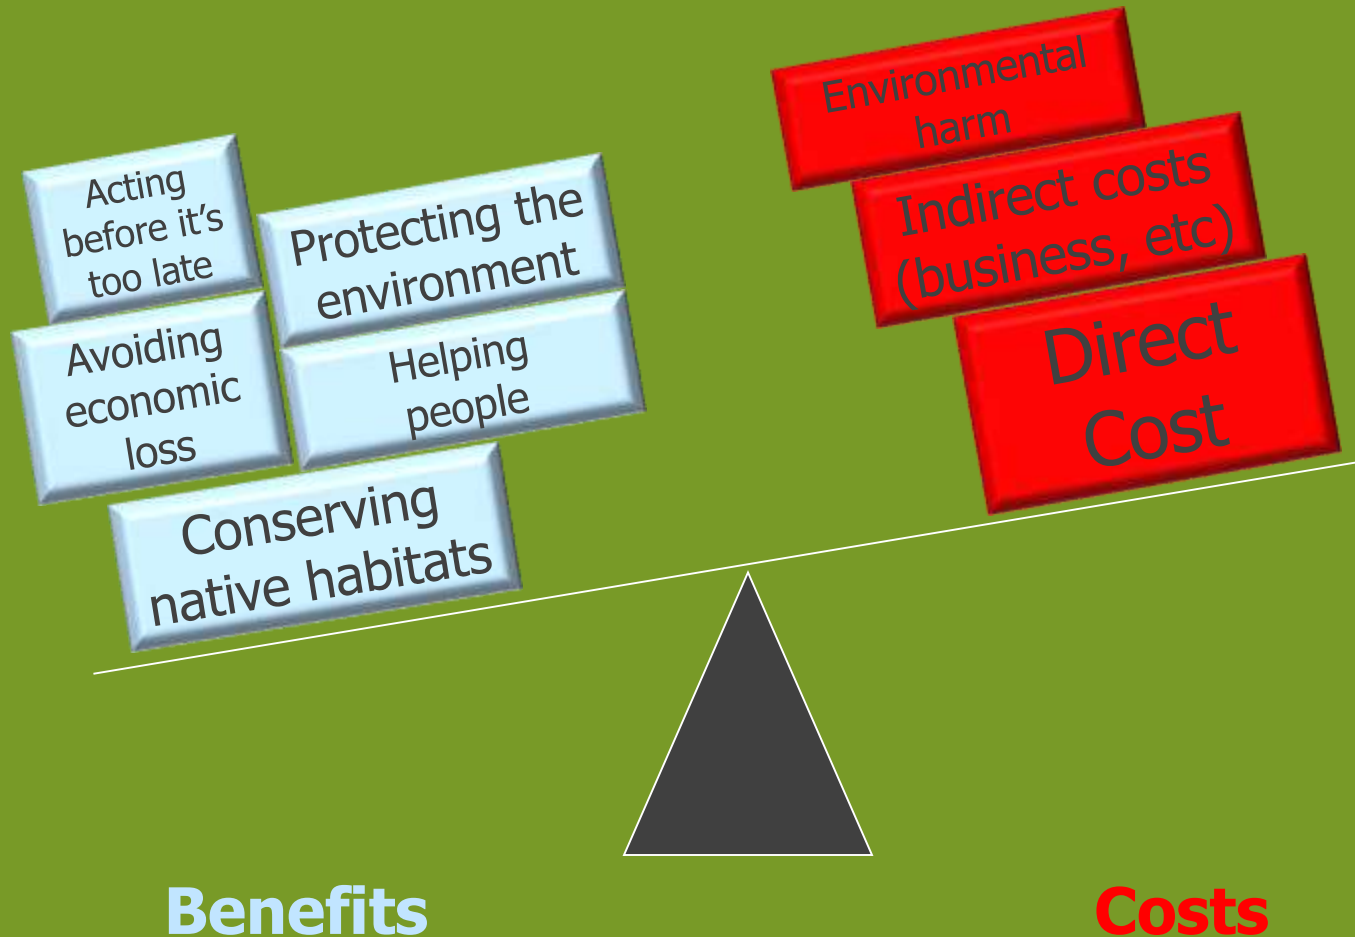 Acting
before it’s
too late
Protecting the
environment
Avoiding
economic
loss
Helping
people
Conserving
native habitats
Environmental
harm
Indirect costs
(business, etc)
Direct
Cost
Benefits
Costs